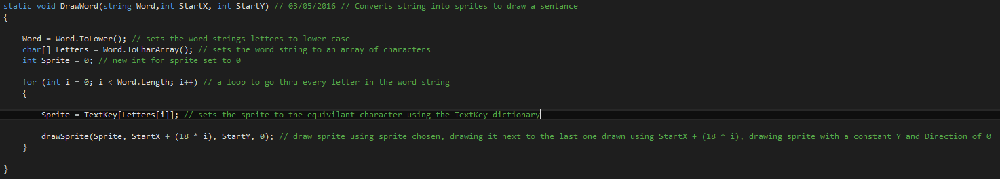 static void DrawWord(string Word,int StartX, int StartY) // 03/05/2016 // Converts string into sprites to draw a sentance
{
Word = Word.ToLower(); // sets the word strings letters to lower case
char[] Letters = Word.ToCharArray(); // sets the word string to an array of characters
int Sprite = 0; // new int for sprite set to 0
for (int i = 0; i < Word.Length; i++) // a loop to go thru every letter in the word string
{
Sprite = TextKey[Letters[i]]; // sets the sprite to the equivilant character using the TextKey dictionary
drawSprite(Sprite, StartX + (18 * i), StartY, 0); // draw sprite using sprite chosen, drawing it next to the last one drawn using StartX + (18 * i), drawing sprite with a constant Y and Direction of 0
}
}